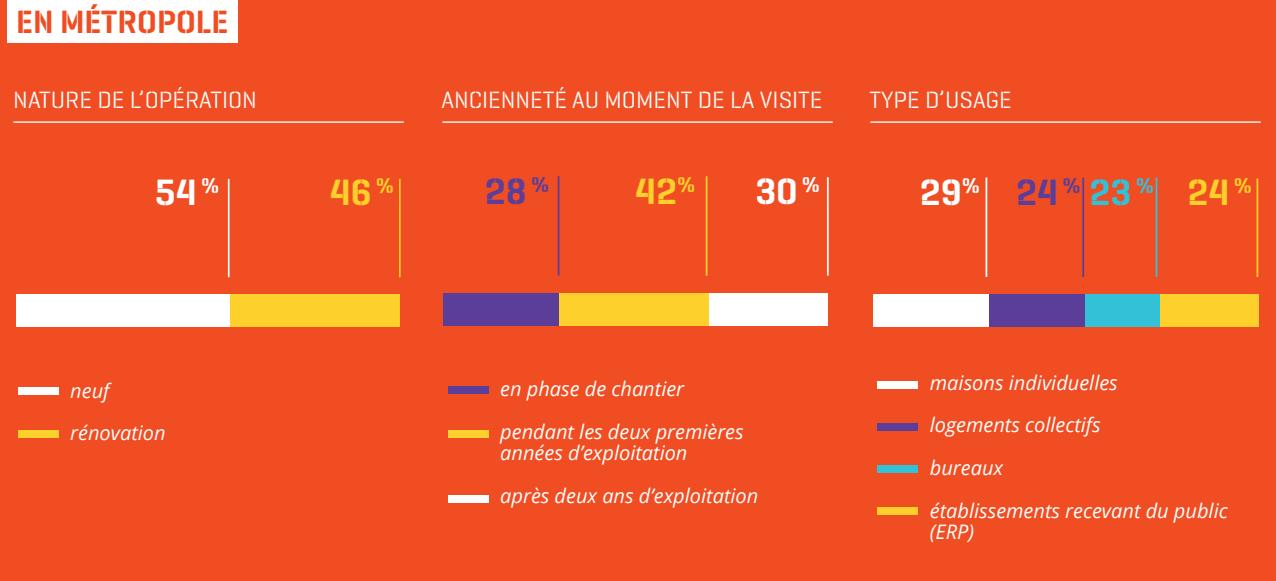 EN MÉTROPOLE
NATURE DE L'OPÉRATION
54 %
46 %
neuf
rénovation
ANCIENNETÉ AU MOMENT DE LA VISITE
28 %
42%
30 %
en phase de chantier
pendant les deux premières
années d'exploitation
après deux ans d'exploitation
TYPE D'USAGE
29%
24 %
23 %
24 %
maisons individuelles
logements collectifs
bureaux
établissements recevant du public
(ERP)